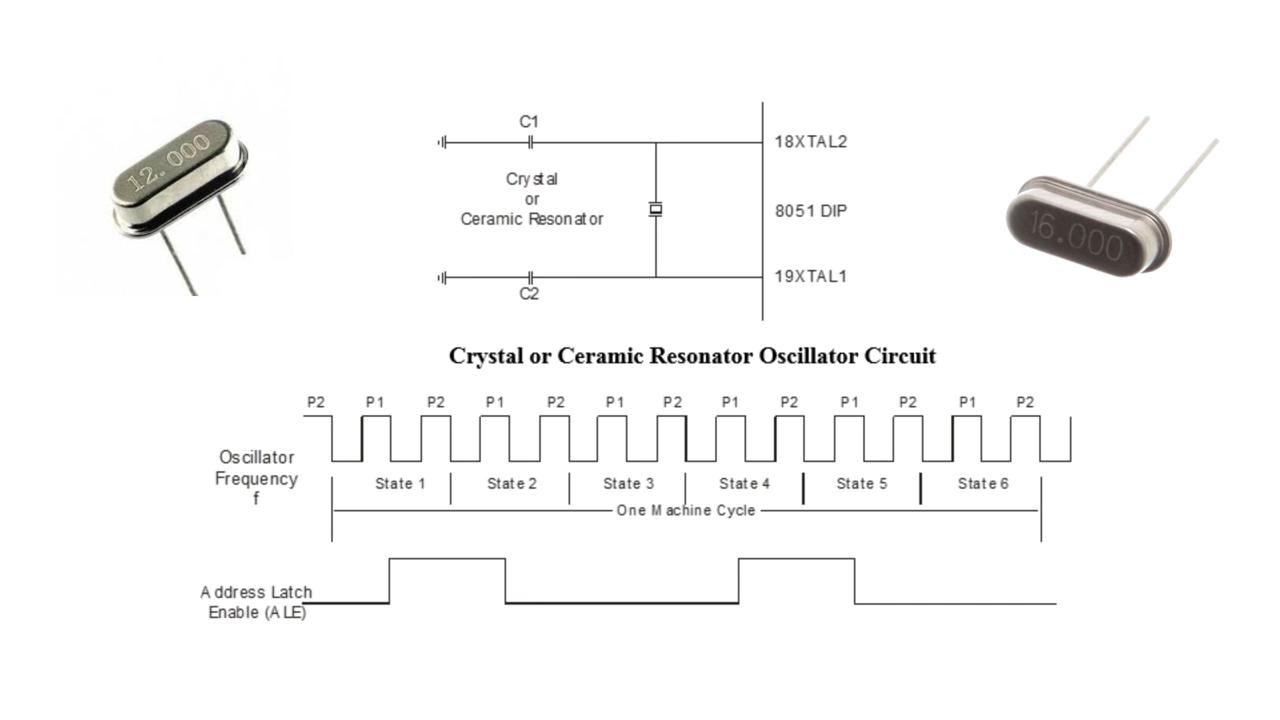 12.000
C1
18XTAL2
Crystal
or
Ceramic Resonator
8051 DIP
16.000
19XTAL1
C2
Crystal or Ceramic Resonator Oscillator Circuit
P2 P1 P2 P1 P2 P1 P2 P1 P2 P1 P2 P1 P2
Oscillator
Frequency
f
State 1 State 2 State 3 State 4 State 5 State 6
One Machine Cycle
Address Latch
Enable (ALE)